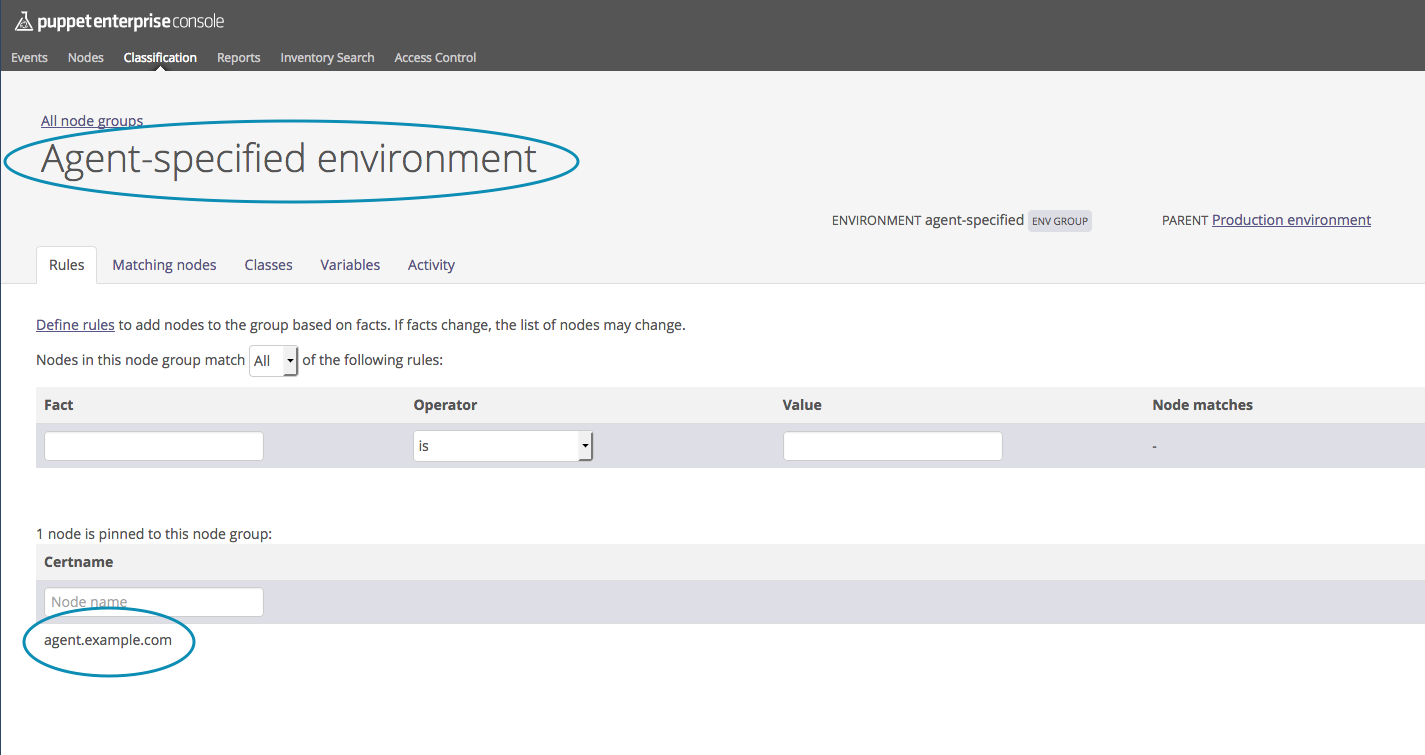 puppet enterprise console
Events Nodes Classification Reports Inventory Search Access Control
All node groups
Agent-specified environment
ENVIRONMENT agent-specified ENV GROUP PARENT Production environment
Rules Matching nodes Classes Variables Activity
Define rules to add nodes to the group based on facts. If facts change, the list of nodes may change.
Nodes in this node group match All of the following rules:
Fact Operator Value Node matches
is -
1 node is pinned to this node group:
Certname
Node name
agent.example.com